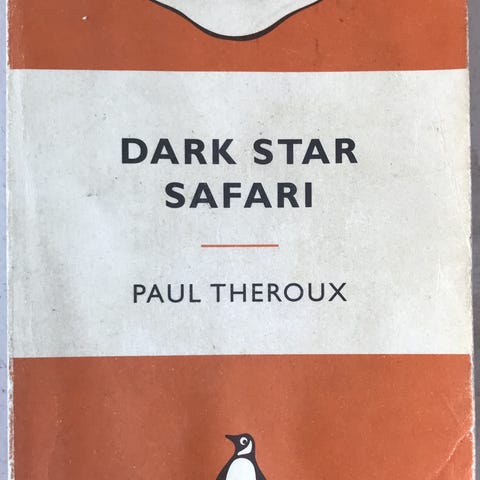 DARK STAR
SAFARI
PAUL THEROUX